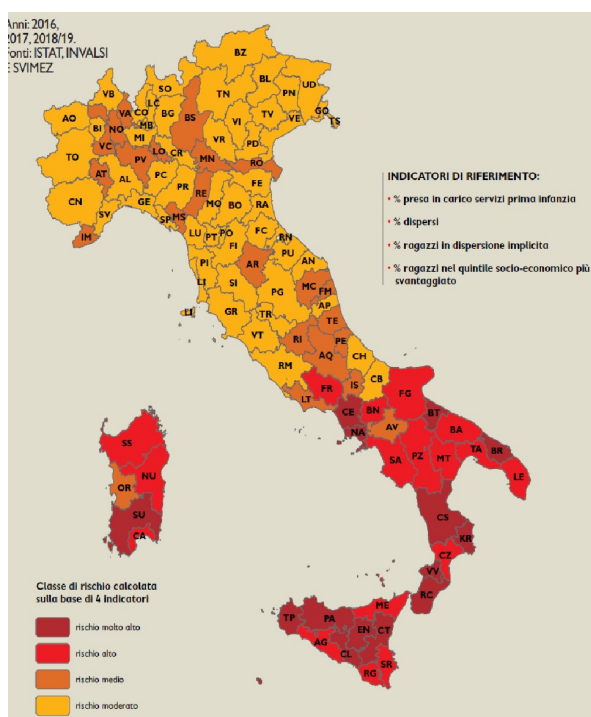 Anni: 2016,
2017, 2018/19.
Fonti: ISTAT, INVALSI
E SVIMEZ
BZ
SO
BL
UD
VB
LC
TN
PN
GO
AO
VA
CO
BG
BS
TV
VE
TS
BI
NO
MB
VI
MI
VR
PD
VC
LO
CR
TO
PV
MN
RO
AT
AL
PC
FE
PR
RE
CN
GE
MO
BO
RA
SV
SP
MS
IM
LU
PT
PO
FC
RN
FI
PU
AN
PI
AR
LI
SI
MC
FM
PG
AP
LI
GR
TR
TE
VT
RI
PE
AQ
CH
RM
IS
CB
FR
FG
LT
CE
BN
BT
NA
AV
BA
BR
SA
PZ
MT
TA
LE
SS
NU
OR
CS
SU
CA
KR
CZ
VV
RC
ME
TP
PA
EN
CT
AG
CL
SR
RG
INDICATORI DI RIFERIMENTO:
• % presa in carico servizi prima infanzia
• % dispersi
• % ragazzi in dispersione implicita
• % ragazzi nel quintile socio-economico più
svantaggiato
Classe di rischio calcolata
sulla base di 4 indicatori
rischio molto alto
rischio alto
rischio medio
rischio moderato